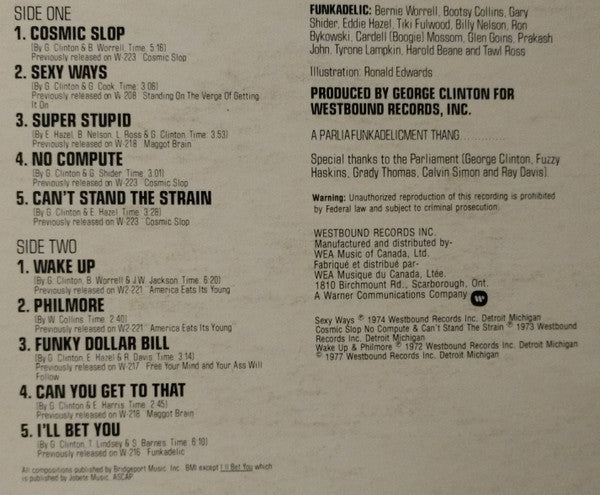 SIDE ONE
1. COSMIC SLOP
(By G. Clinton & B. Worrell, Time: 5:16)
Previously released on W-223 Cosmic Slop
2. SEXY WAYS
(By G. Clinton & G. Cook Time: 3:06)
Previously released on W-208 Standing On The Verge Of Getting
It On
3. SUPER STUPID
(By E. Hazel, B. Nelson, L. Ross & G. Clinton, Time: 3:53)
Previously released on W-218 Maggot Brain
4. NO COMPUTE
(By G. Clinton & G. Shider Time: 3:01)
Previously released on W-223 Cosmic Slop
5. CAN'T STAND THE STRAIN
(By G. Clinton & E. Hazel Time: 3:28)
Previously released on W-223 Cosmic Slop
SIDE TWO
1. WAKE UP
(By G. Clinton, B. Worrell & J.W. Jackson Time: 6:20)
Previously released on W2-221 America Eats Its Young
2. PHILMORE
(By W. Collins Time: 2:40)
Previously released on W2-221 America Eats Its Young
3. FUNKY DOLLAR BILL
(By G. Clinton, E. Hazel & R. Davis Time: 3:14)
Previously released on W-217 Free Your Mind and Your Ass Will
Follow
4. CAN YOU GET TO THAT
(By G. Clinton & E. Harris Time: 2:45)
Previously released on W-218 Maggot Brain
5. I'LL BET YOU
(By G. Clinton, T. Lindsey & S. Barnes Time: 6:10)
Previously released on W-216 Funkadelic
All compositions published by Bridgeport Music. Inc. BMI except I'll Bet You which
is published by Jobete Music. ASCAP
FUNKADELIC: Bernie Worrell, Bootsy Collins, Gary
Shider, Eddie Hazel, Tiki Fulwood, Billy Nelson, Ron
Bykowski, Cardell (Boogie) Mossom, Glen Goins, Prakash
John, Tyrone Lampkin, Harold Beane and Tawl Ross
Illustration: Ronald Edwards
PRODUCED BY GEORGE CLINTON FOR
WESTBOUND RECORDS, INC.
A PARLIAFUNKADELICMENT THANG............
Special thanks to the Parliament (George Clinton, Fuzzy
Haskins, Grady Thomas, Calvin Simon and Ray Davis).
Warning: Unauthorized reproduction of this recording is prohibited
by Federal law and subject to criminal prosecution.
WESTBOUND RECORDS INC.
Manufactured and distributed by-
WEA Music of Canada, Ltd.
Fabriqué et distribué par-
WEA Musique du Canada, Ltée.
1810 Birchmount Rd., Scarborough, Ont.
A Warner Communications Company
Sexy Ways ℗ 1974 Westbound Records Inc. Detroit Michigan
Cosmic Slop No Compute & Can't Stand The Strain ℗ 1973 Westbound
Records Inc. Detroit Michigan
Wake Up & Philmore ℗ 1972 Westbound Records Inc. Detroit Michigan
© 1977 Westbound Records Inc. Detroit Michigan